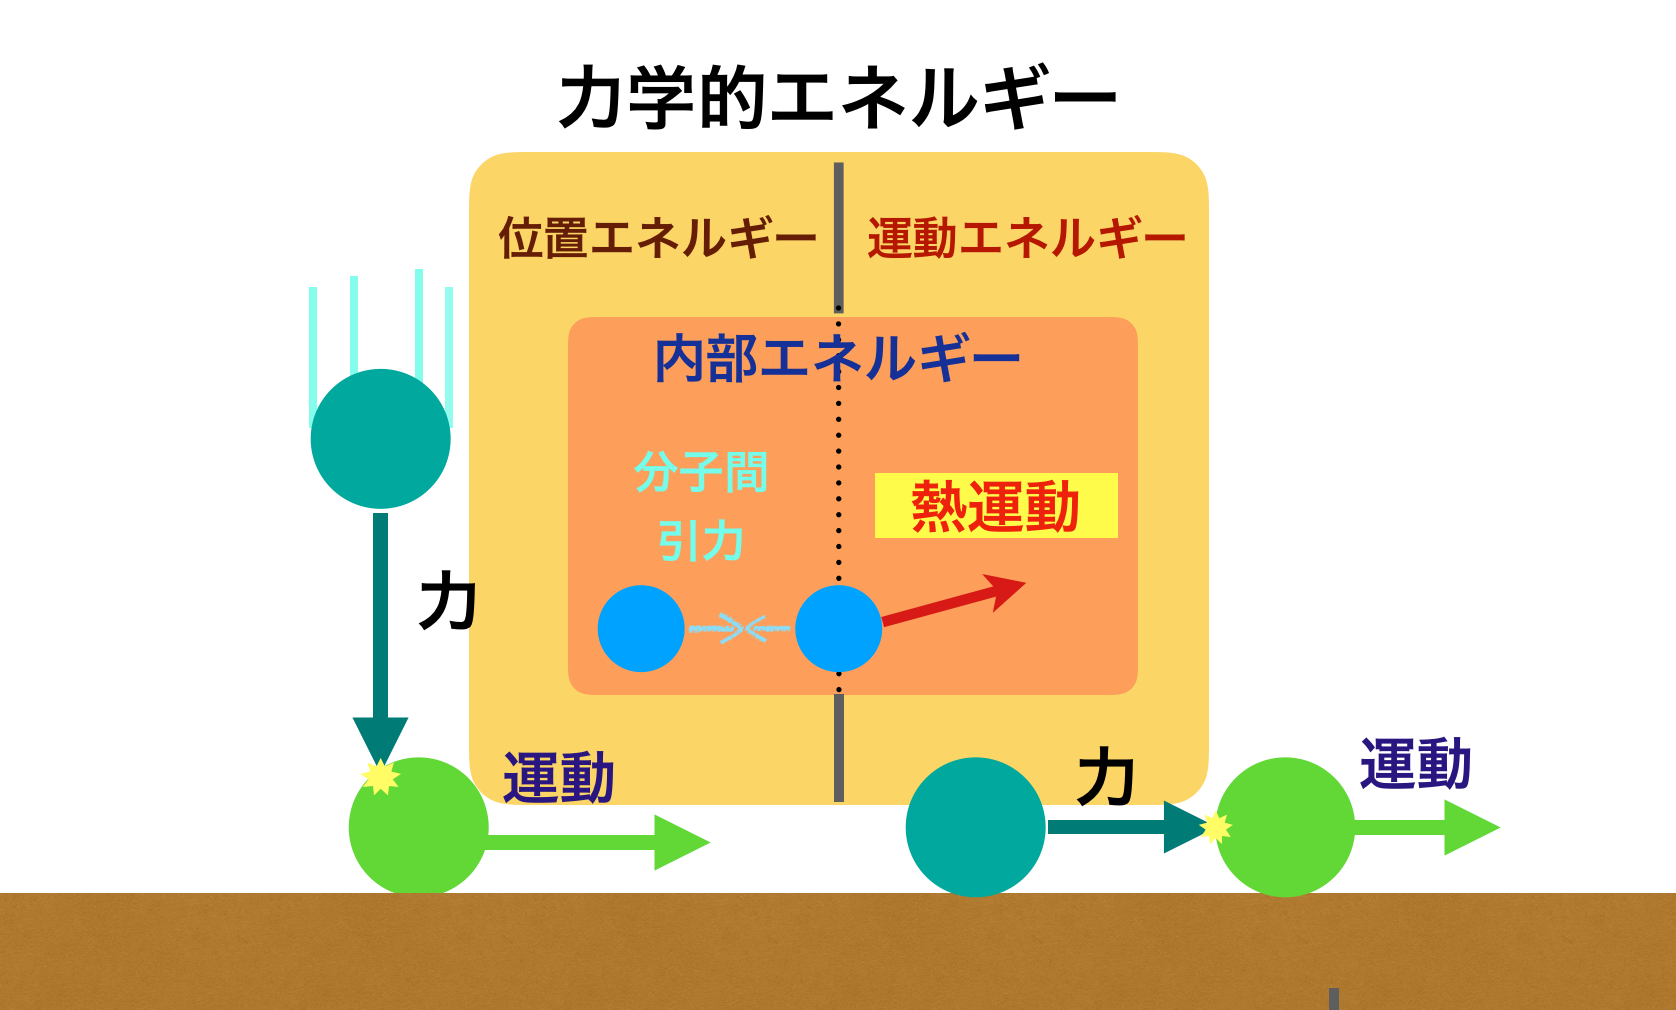 力学的エネルギー
位置エネルギー
運動エネルギー
内部エネルギー
分子間
引力
熱運動
力
運動
力
運動